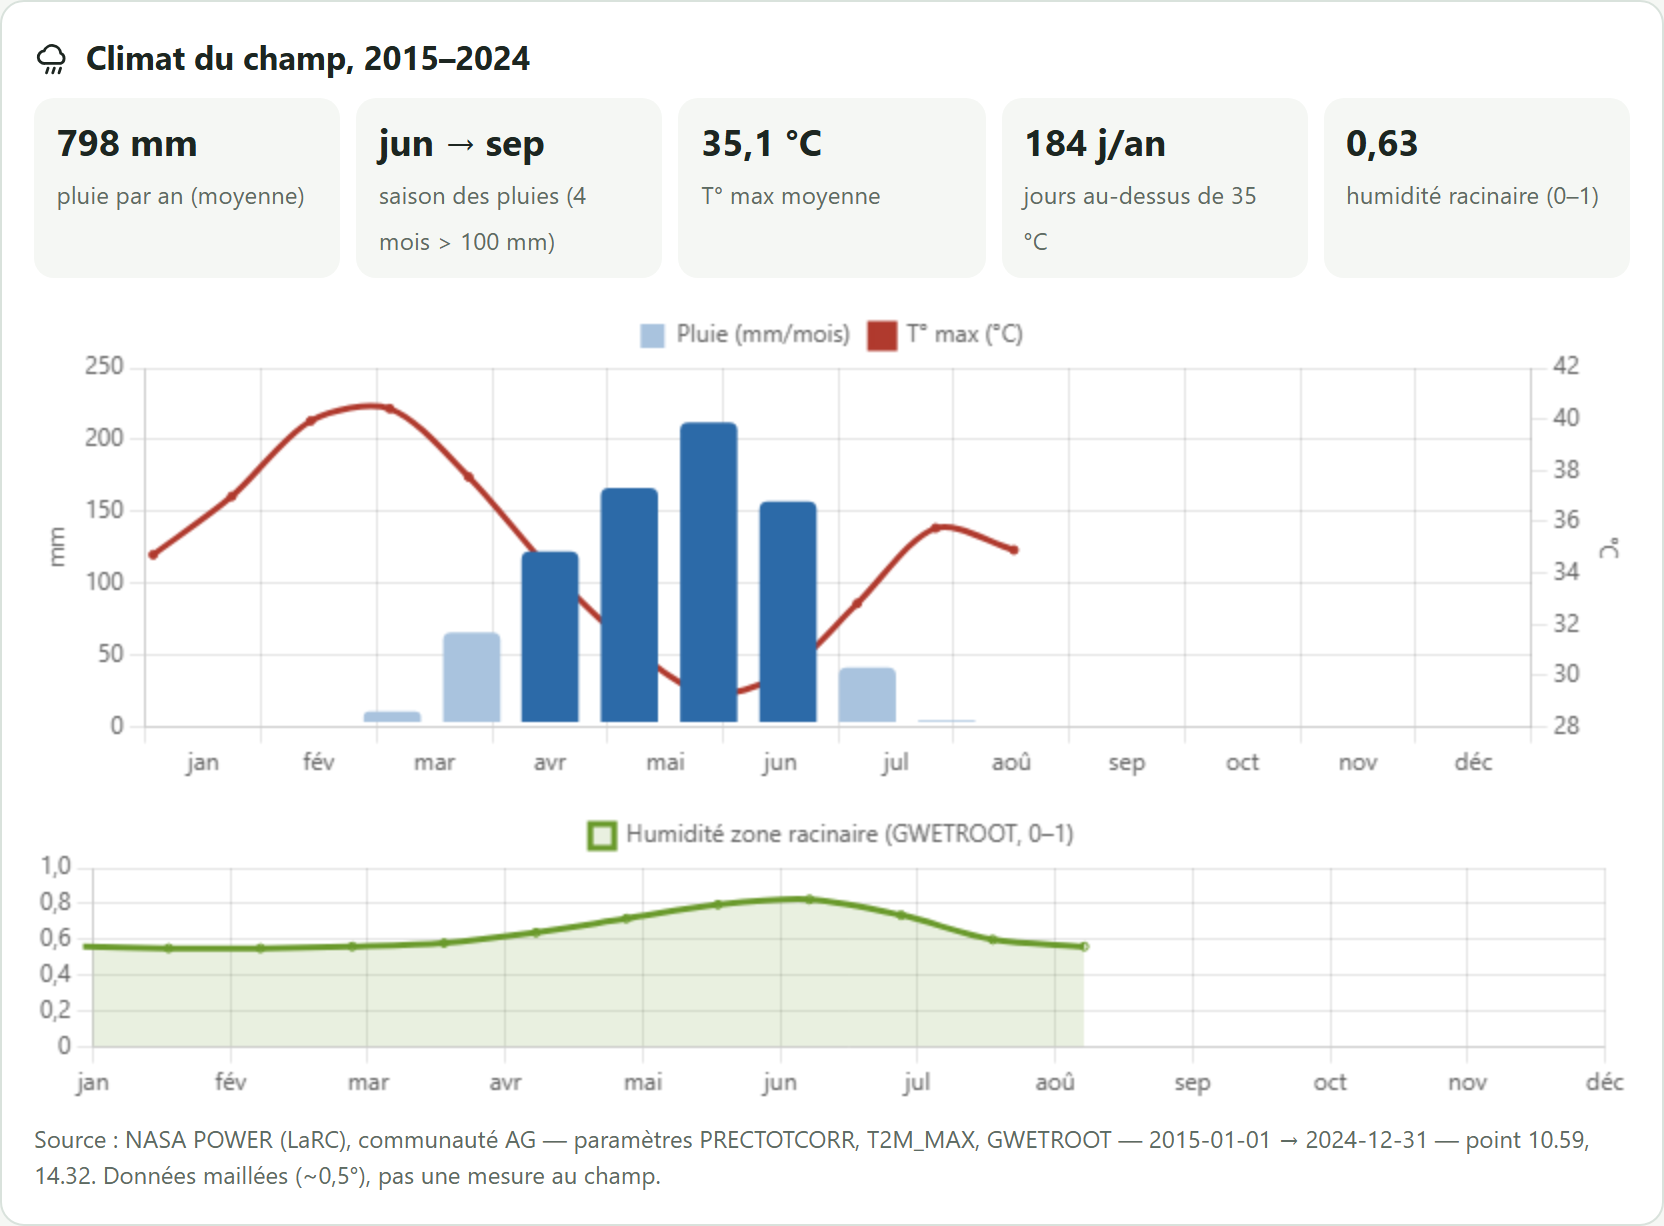 Climat du champ, 2015–2024
798 mm
pluie par an (moyenne)
jun → sep
saison des pluies (4
mois > 100 mm)
35,1 °C
T° max moyenne
184 j/an
jours au-dessus de 35
°C
0,63
humidité racinaire (0–1)
Pluie (mm/mois) T° max (°C)
250
200
150
100
50
0
mm
42
40
38
36
34
32
30
28
°C
jan fév mar avr mai jun jul aoû sep oct nov déc
Humidité zone racinaire (GWETROOT, 0–1)
1,0
0,8
0,6
0,4
0,2
0
jan fév mar avr mai jun jul aoû sep oct nov déc
Source : NASA POWER (LaRC), communauté AG — paramètres PRECTOTCORR, T2M_MAX, GWETROOT — 2015-01-01 → 2024-12-31 — point 10.59,
14.32. Données maillées (~0,5°), pas une mesure au champ.